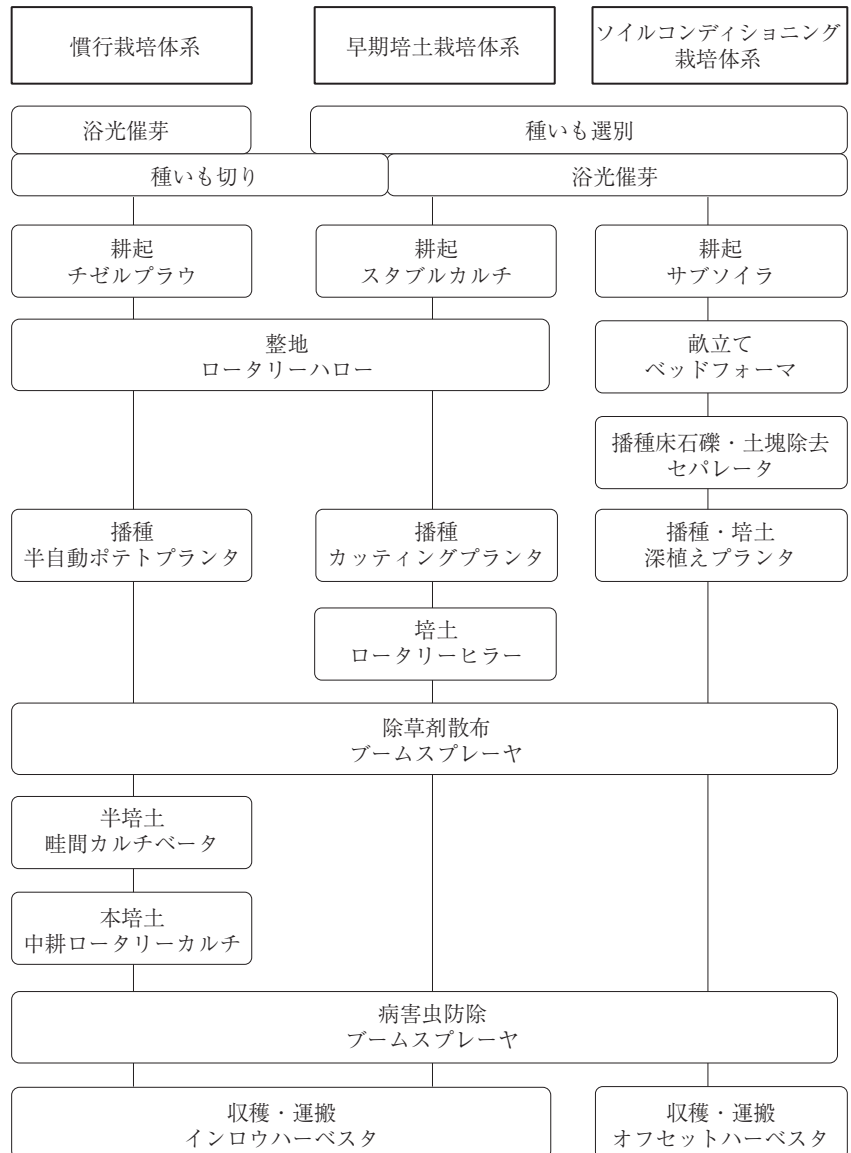 慣行栽培体系
早期培土栽培体系
ソイルコンディショニング
栽培体系
浴光催芽
種いも選別
種いも切り
浴光催芽
耕起
チゼルプラウ
耕起
スタブルカルチ
耕起
サブソイラ
整地
ロータリーハロー
畝立て
ベッドフォーマ
播種床石礫・土塊除去
セパレータ
播種
半自動ポテトプランタ
播種
カッティングプランタ
播種・培土
深植えプランタ
培土
ロータリーヒラー
除草剤散布
ブームスプレーヤ
半培土
畦間カルチベータ
本培土
中耕ロータリーカルチ
病害虫防除
ブームスプレーヤ
収穫・運搬
インロウハーベスタ
収穫・運搬
オフセットハーベスタ